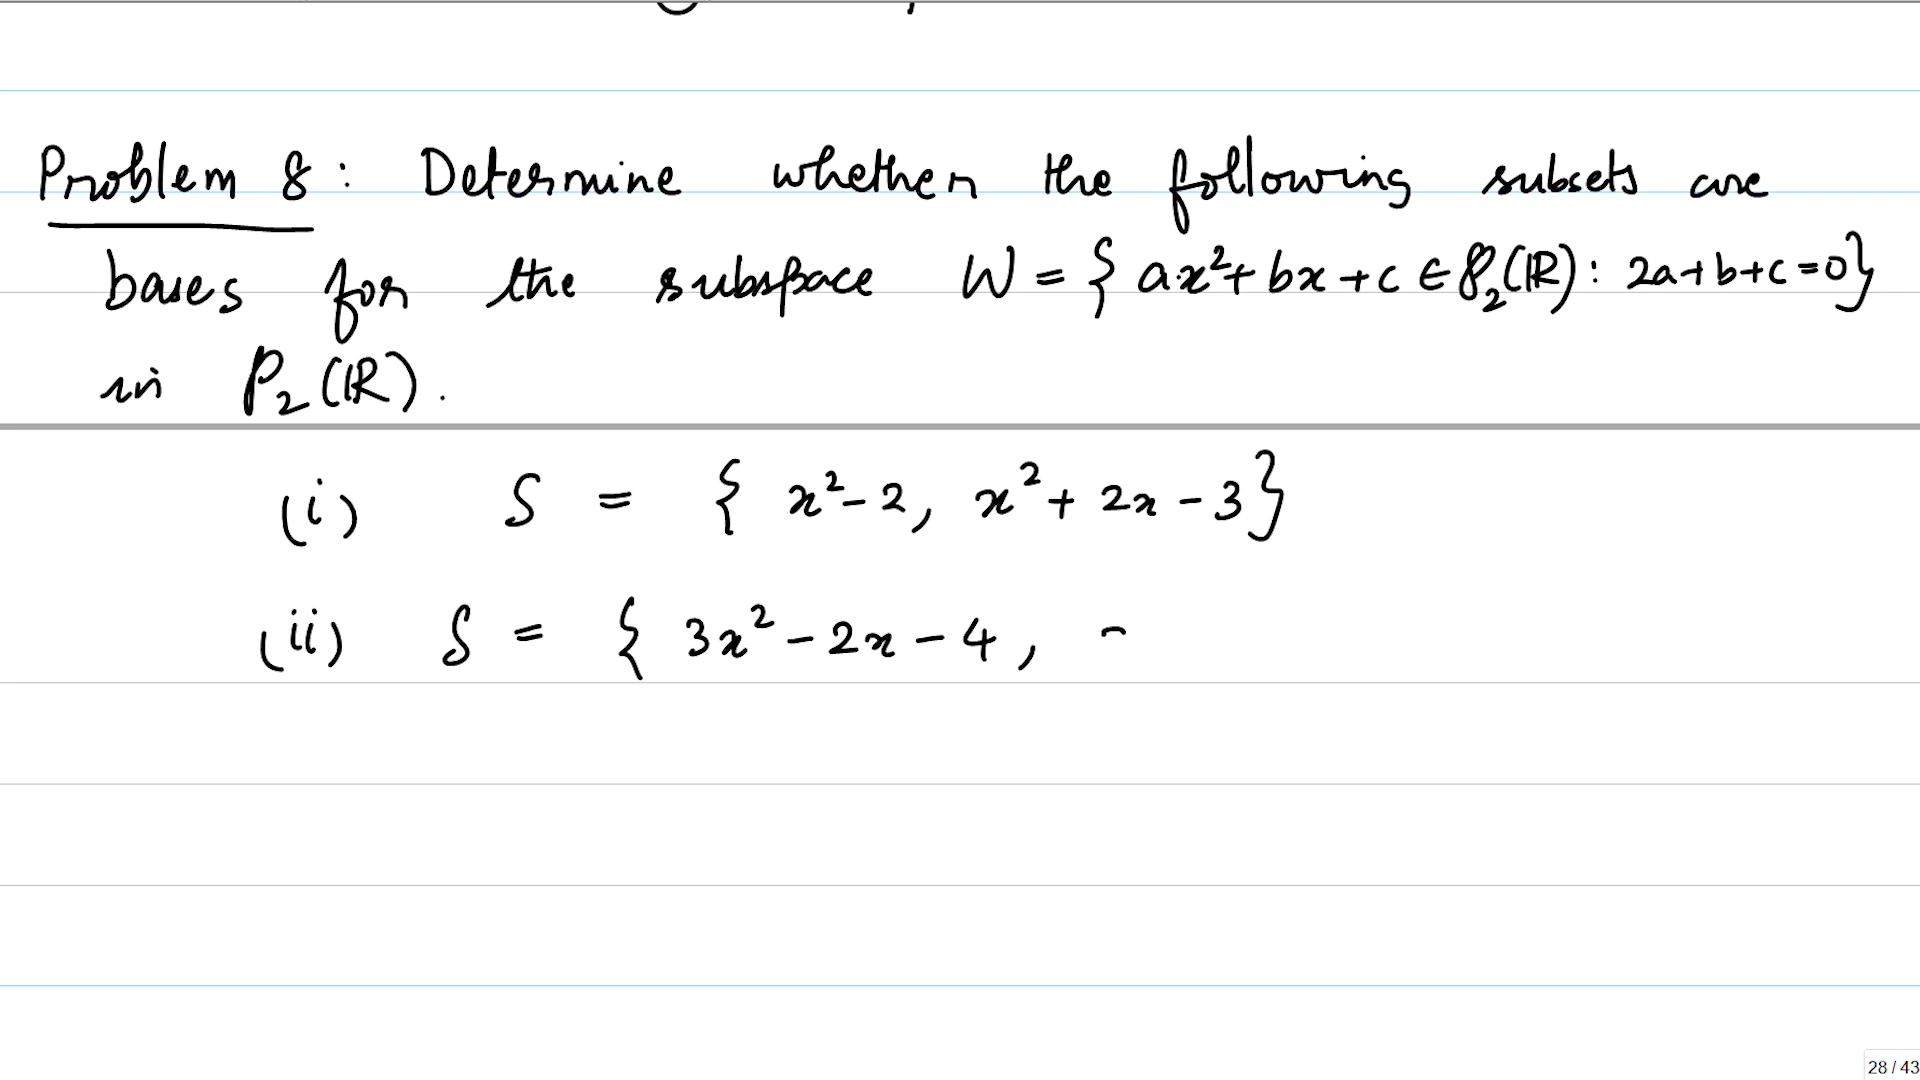 Problem 8: Determine whether the following subsets are
bases for the subspace W = { ax²+ bx + c ∈ P₂(ℝ) : 2a+b+c=0}
in P₂(ℝ).
(i) S = { x²-2, x²+ 2x - 3}
(ii) S = { 3x² - 2x - 4 ,
28 / 43